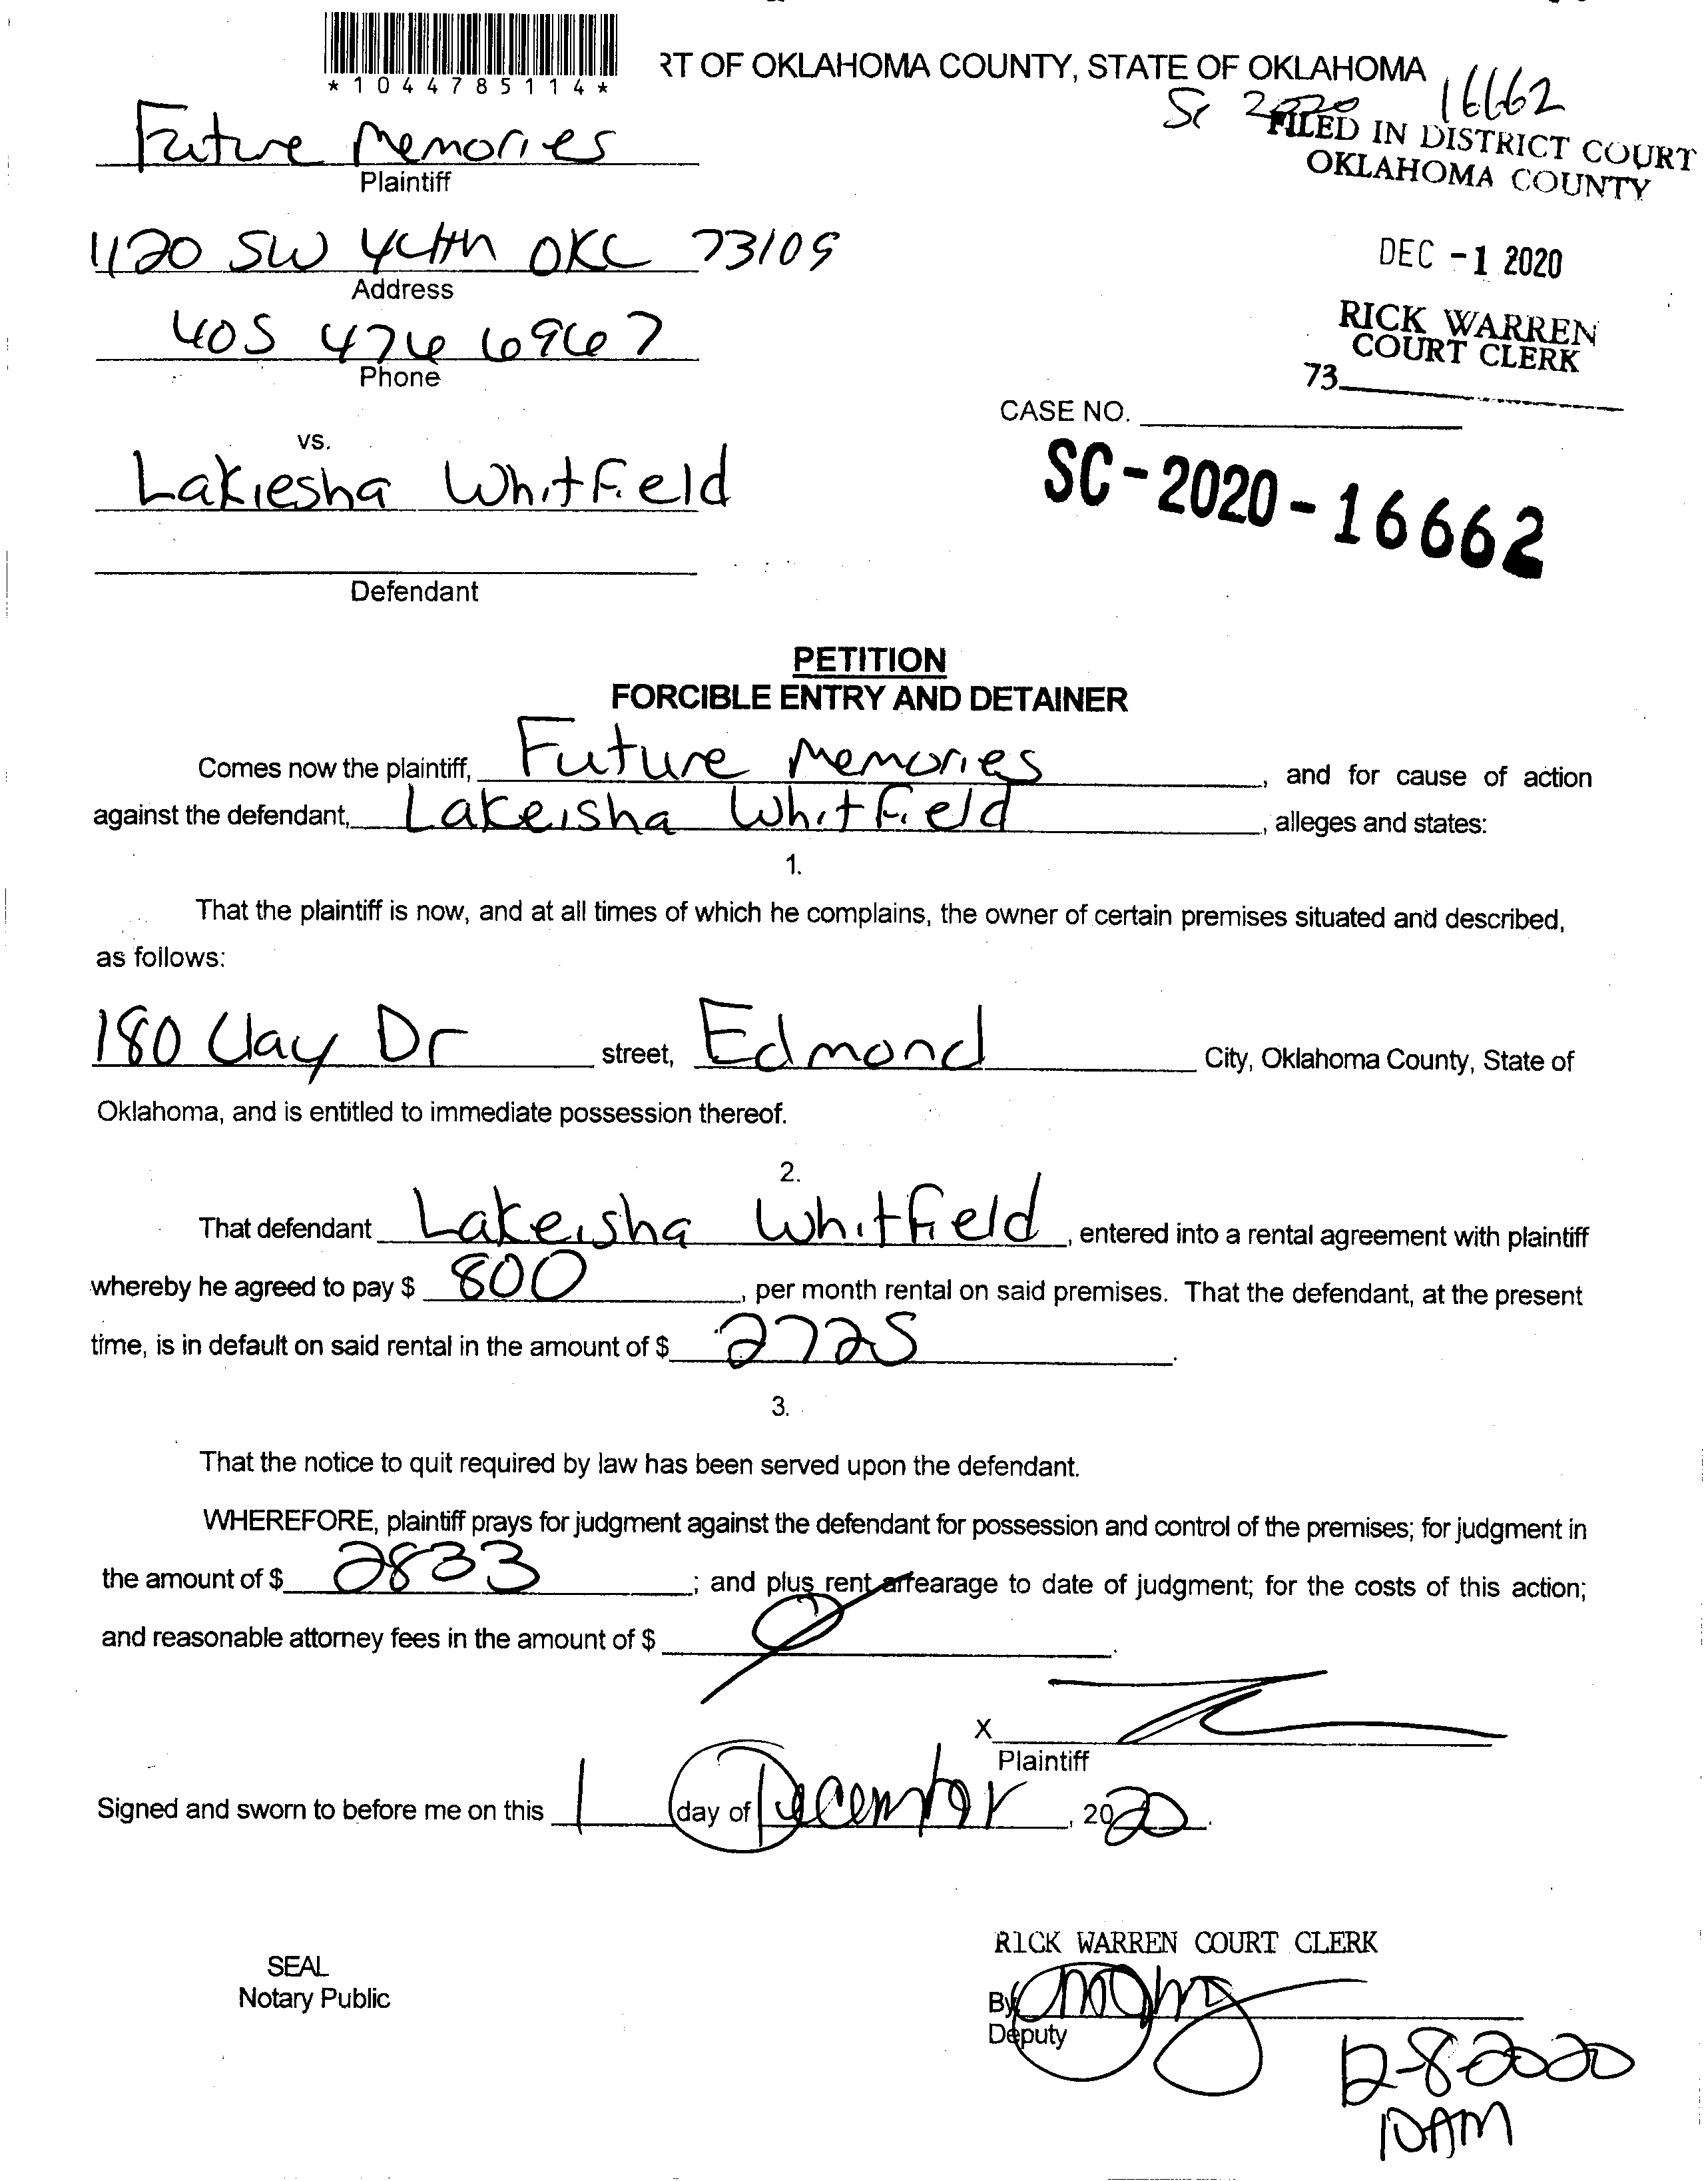 *1044785114*
RT OF OKLAHOMA COUNTY, STATE OF OKLAHOMA
SC 2020 16662
FILED IN DISTRICT COURT
OKLAHOMA COUNTY
Future Memories
Plaintiff
1120 SW 44th OKC 73109
Address
DEC -1 2020
405 476 6967
Phone
RICK WARREN
COURT CLERK
73
CASE NO.
vs.
SC-2020-16662
Lakiesha Whitfield
Defendant
PETITION
FORCIBLE ENTRY AND DETAINER
Comes now the plaintiff, Future Memories, and for cause of action
against the defendant, Lakeisha Whitfield, alleges and states:
1.
That the plaintiff is now, and at all times of which he complains, the owner of certain premises situated and described,
as follows:
180 Clay Dr street, Edmond City, Oklahoma County, State of
Oklahoma, and is entitled to immediate possession thereof.
2.
That defendant Lakeisha Whitfield, entered into a rental agreement with plaintiff
whereby he agreed to pay $ 800, per month rental on said premises. That the defendant, at the present
time, is in default on said rental in the amount of $ 2725.
3.
That the notice to quit required by law has been served upon the defendant.
WHEREFORE, plaintiff prays for judgment against the defendant for possession and control of the premises; for judgment in
the amount of $ 2833; and plus rent arrearage to date of judgment; for the costs of this action;
and reasonable attorney fees in the amount of $ 0.
X
Plaintiff
Signed and sworn to before me on this 1 day of December, 2020.
RICK WARREN COURT CLERK
SEAL
Notary Public
By
Deputy
12-8-2020
10AM